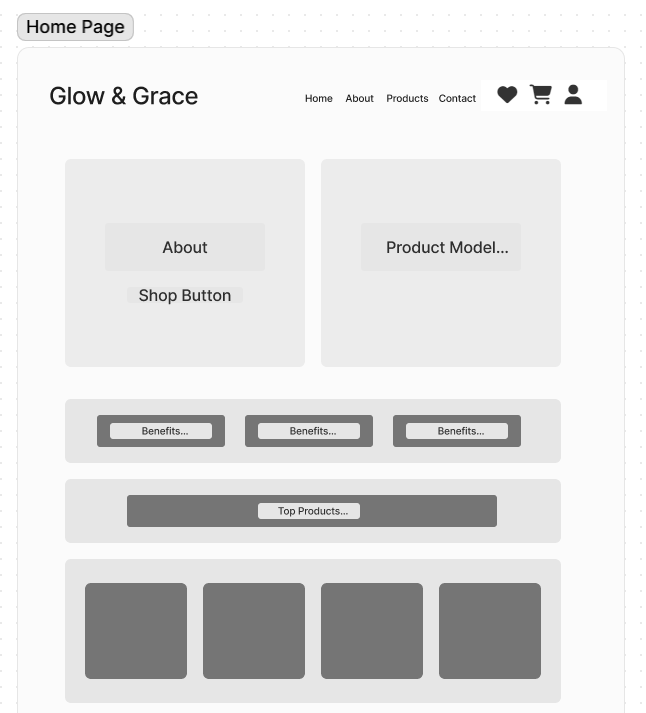 Home Page
Glow & Grace
Home About Products Contact
About
Product Model...
Shop Button
Benefits... Benefits... Benefits...
Top Products...